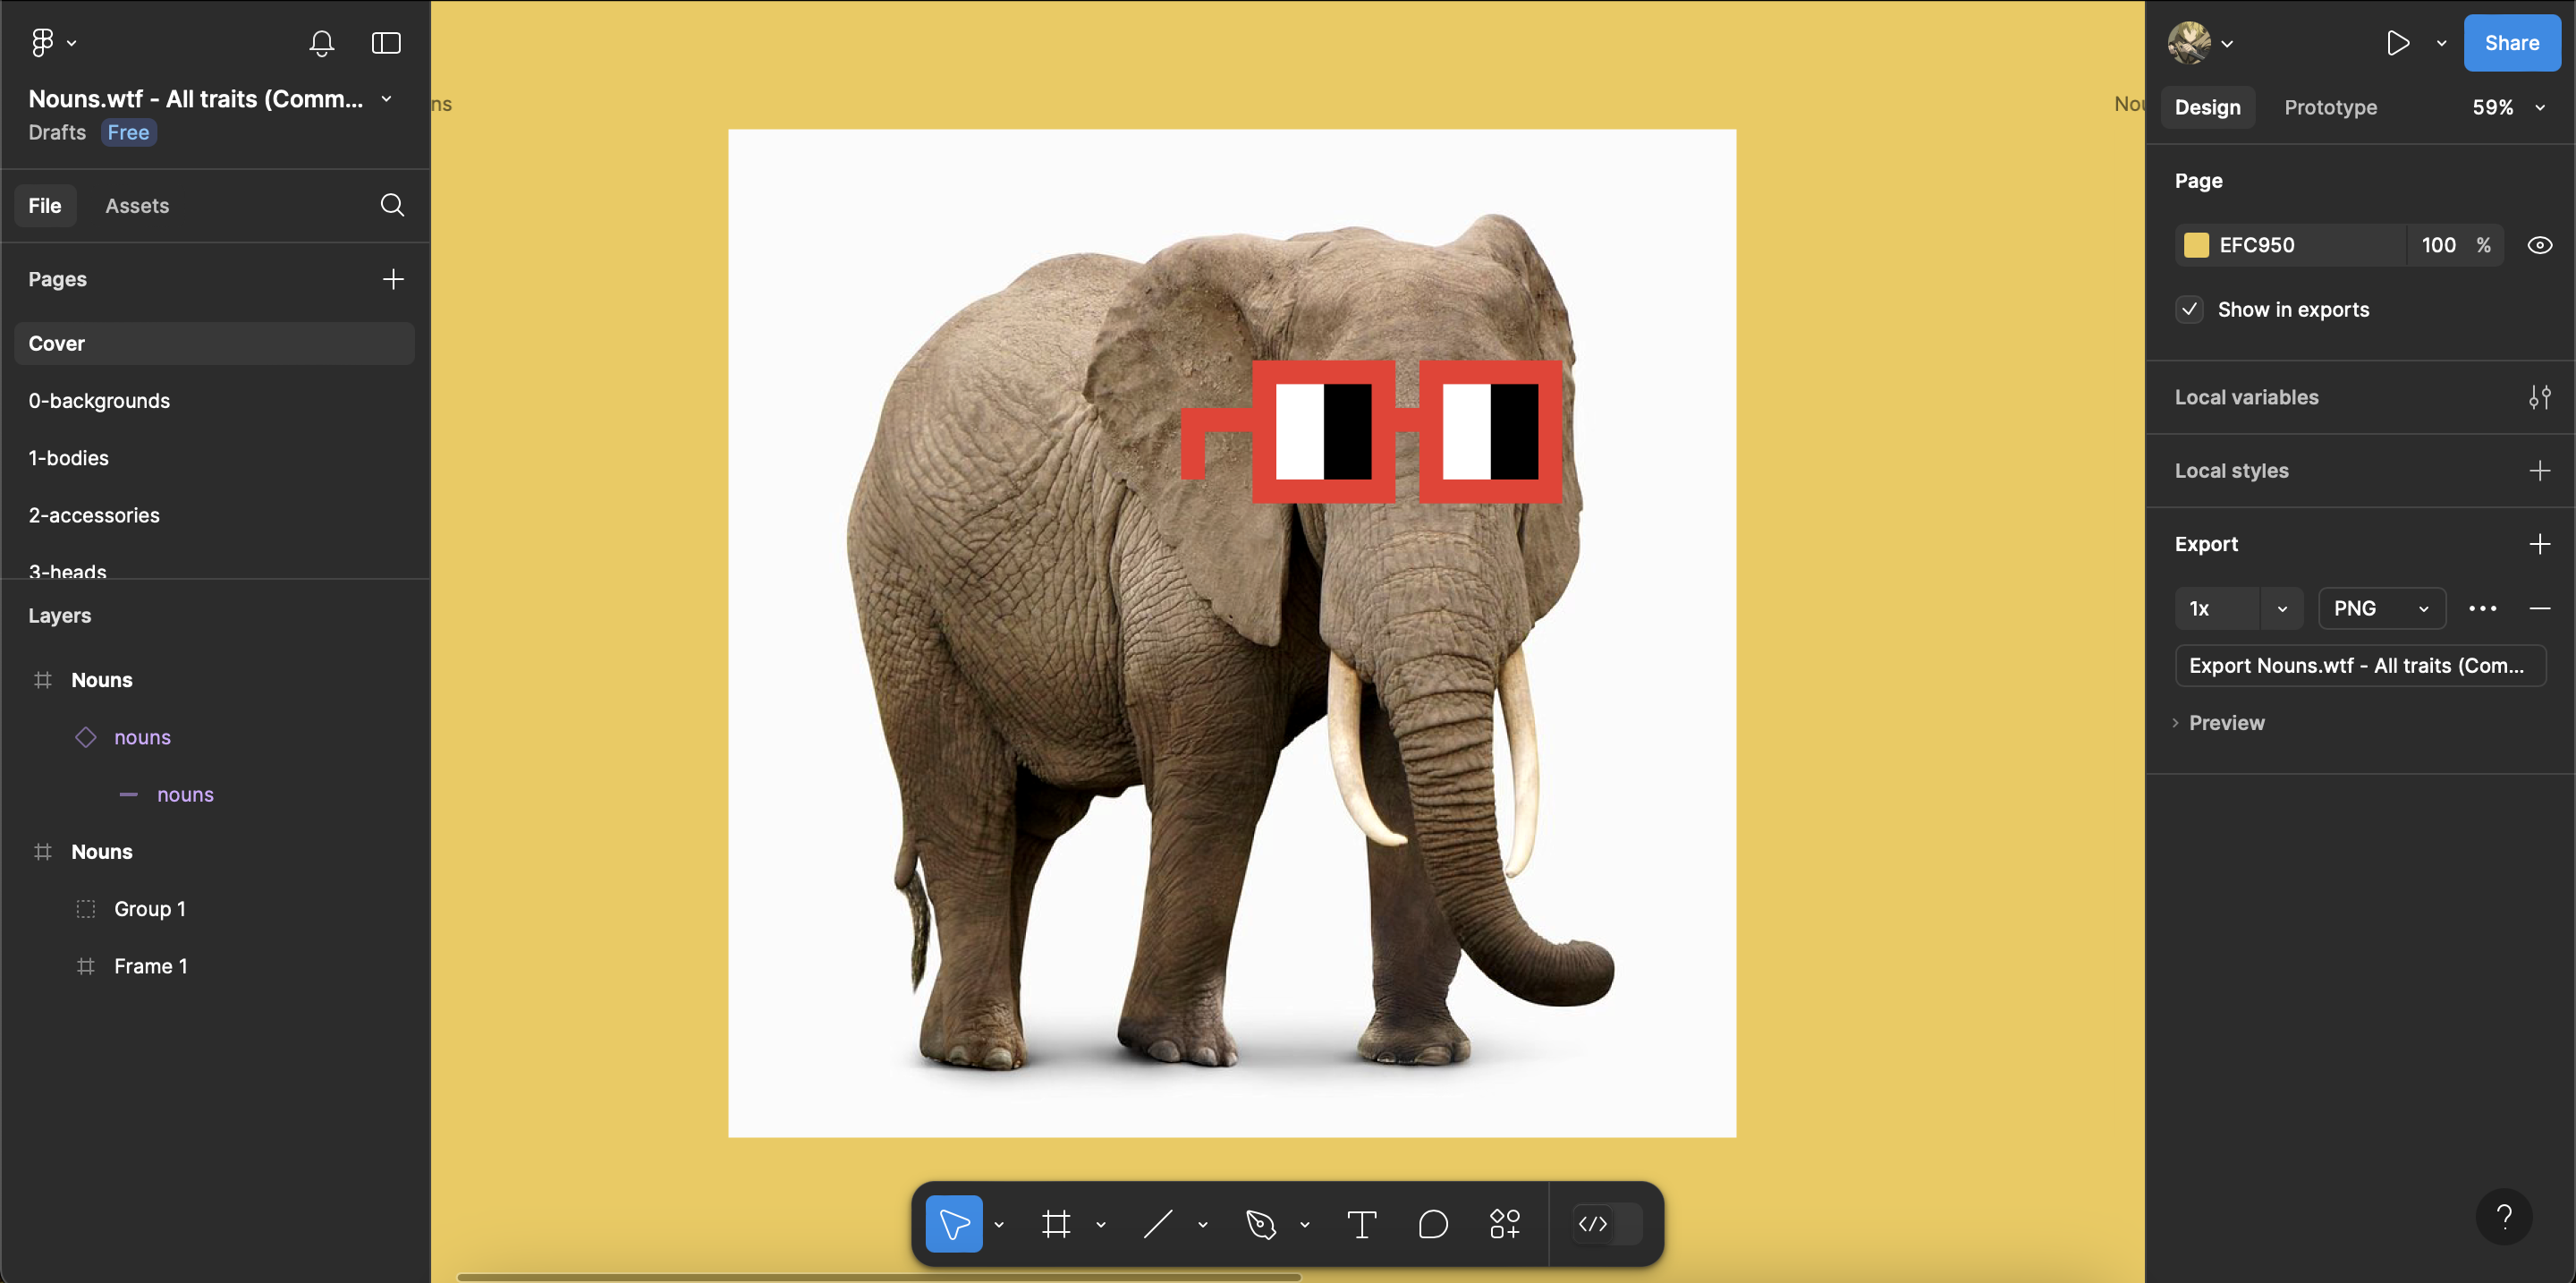 Nouns.wtf - All traits (Comm...
Drafts Free
File Assets
Pages
Cover
0-backgrounds
1-bodies
2-accessories
3-heads
Layers
Nouns
nouns
nouns
Nouns
Group 1
Frame 1
ns
Nou
Share
Design Prototype 59%
Page
EFC950 100 %
Show in exports
Local variables
Local styles
Export
1x PNG
Export Nouns.wtf - All traits (Com...
Preview
?